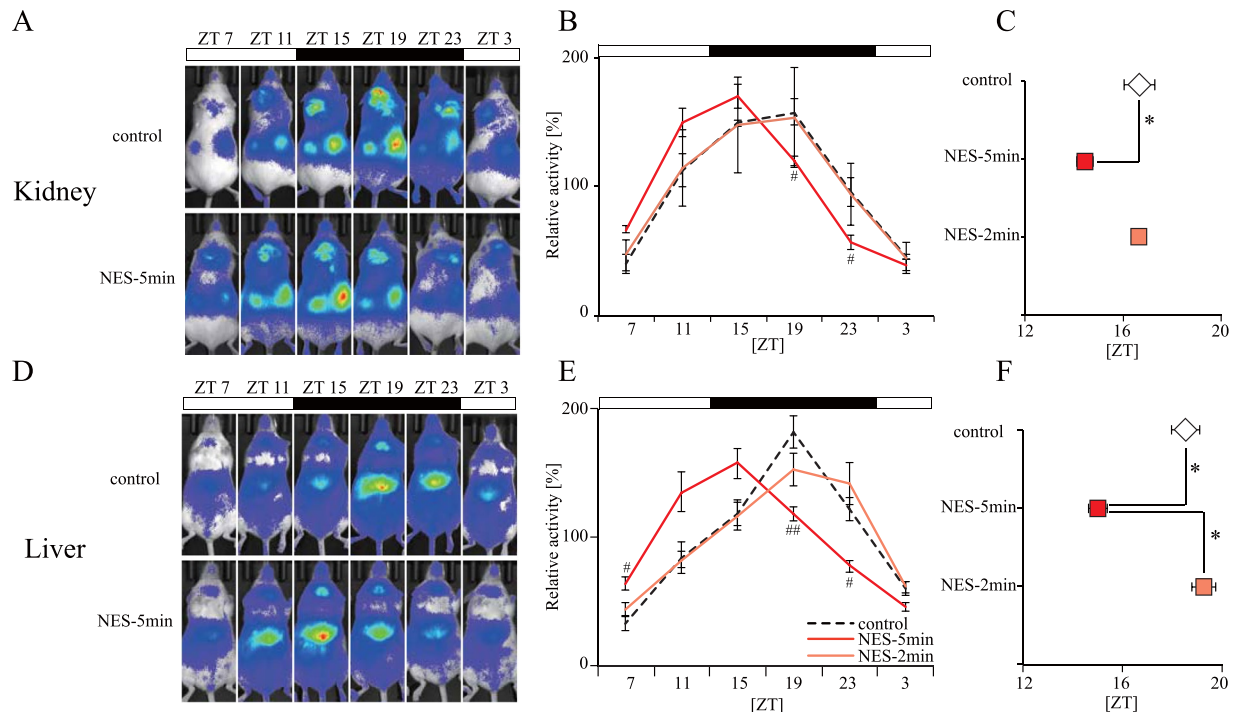 A
ZT 7 ZT 11 ZT 15 ZT 19 ZT 23 ZT 3
control
Kidney
NES-5min
B
200
100
0
Relative activity [%]
#
#
7 11 15 19 23 3
[ZT]
C
control
*
NES-5min
NES-2min
12 16 20
[ZT]
D
ZT 7 ZT 11 ZT 15 ZT 19 ZT 23 ZT 3
control
Liver
NES-5min
E
200
100
0
Relative activity [%]
#
##
#
control
NES-5min
NES-2min
7 11 15 19 23 3
[ZT]
F
control
*
NES-5min
*
NES-2min
12 16 20
[ZT]